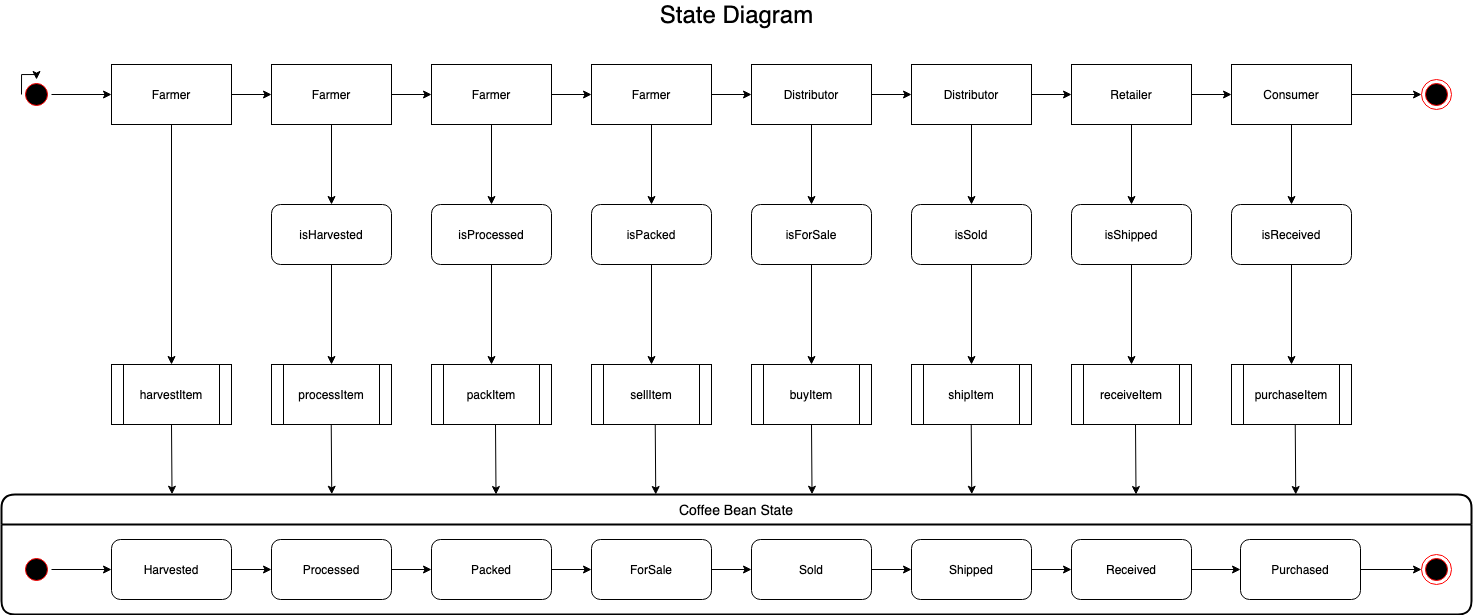 State Diagram
Farmer
Farmer
Farmer
Farmer
Distributor
Distributor
Retailer
Consumer
isHarvested
isProcessed
isPacked
isForSale
isSold
isShipped
isReceived
harvestItem
processItem
packItem
sellItem
buyItem
shipItem
receiveItem
purchaseItem
Coffee Bean State
Harvested
Processed
Packed
ForSale
Sold
Shipped
Received
Purchased